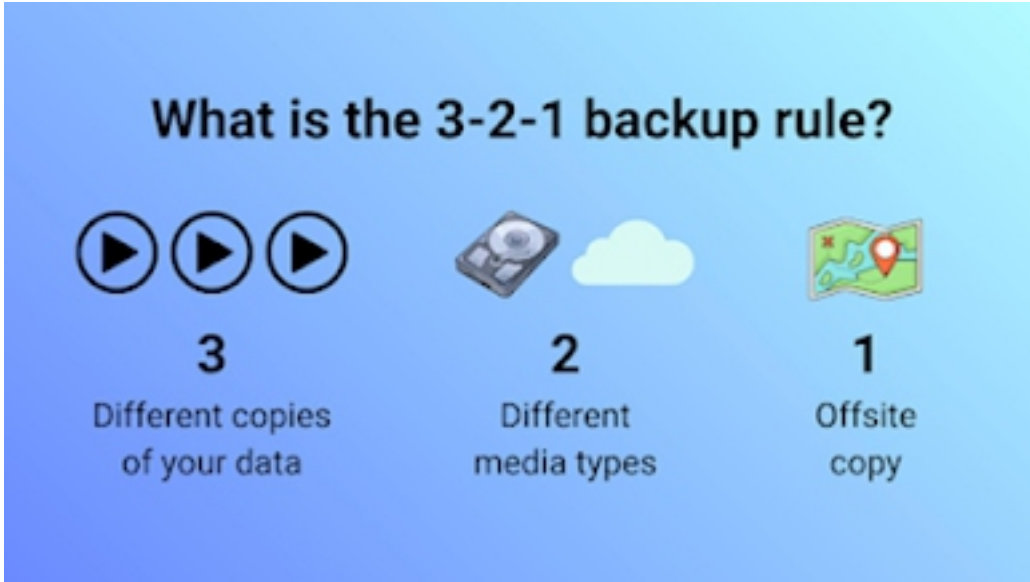 What is the 3-2-1 backup rule?
3
Different copies
of your data
2
Different
media types
1
Offsite
copy